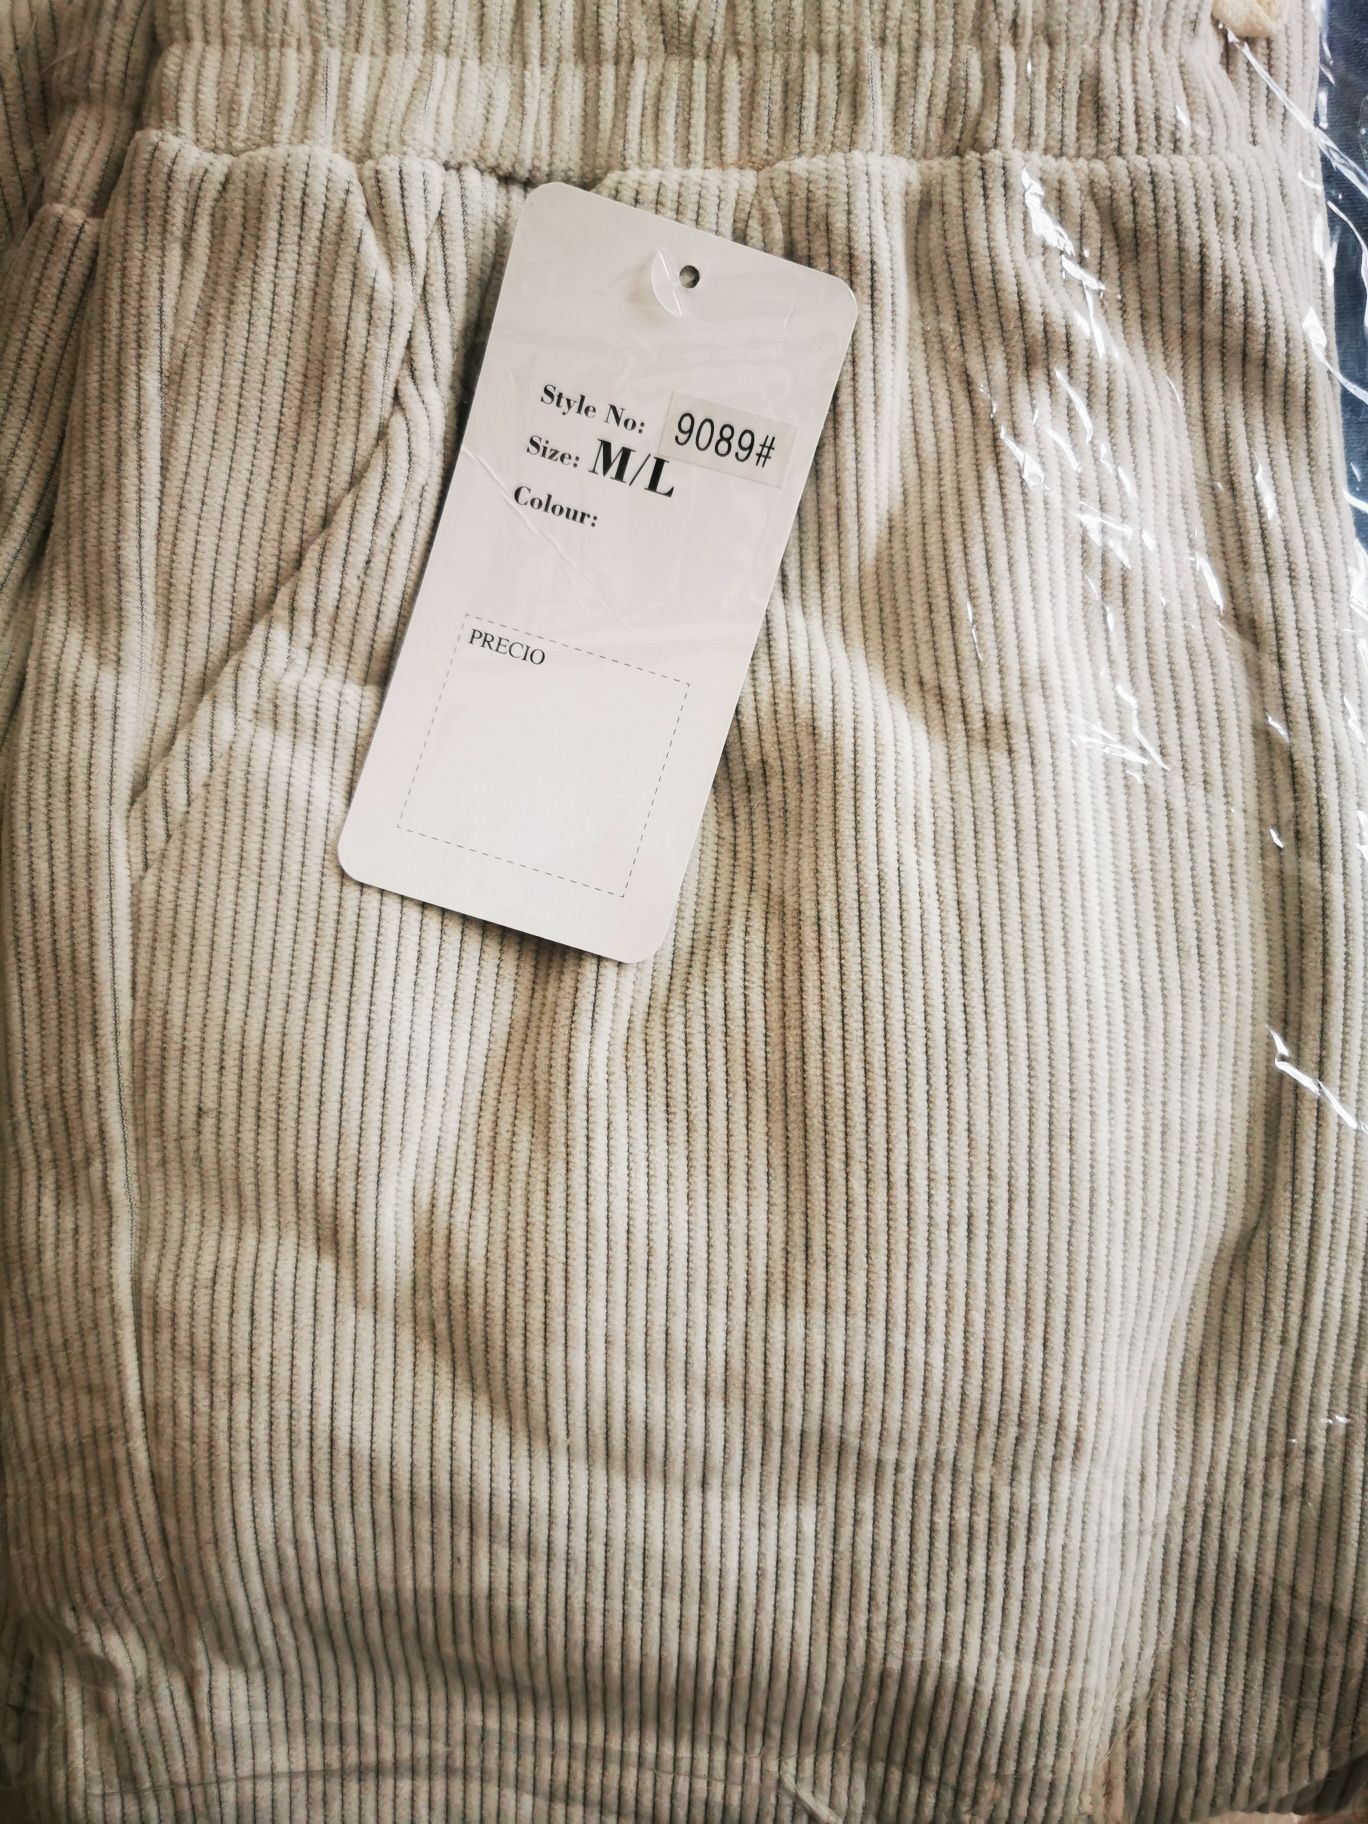 Style No: 9089#
Size: M/L
Colour:
PRECIO